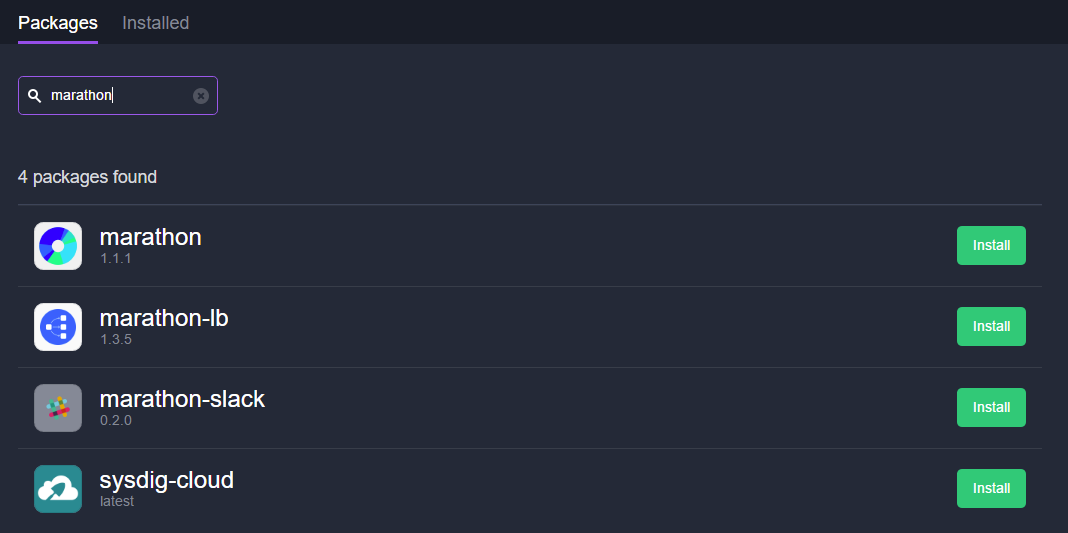 Packages Installed
marathon
4 packages found
marathon
1.1.1
Install
marathon-lb
1.3.5
Install
marathon-slack
0.2.0
Install
sysdig-cloud
latest
Install